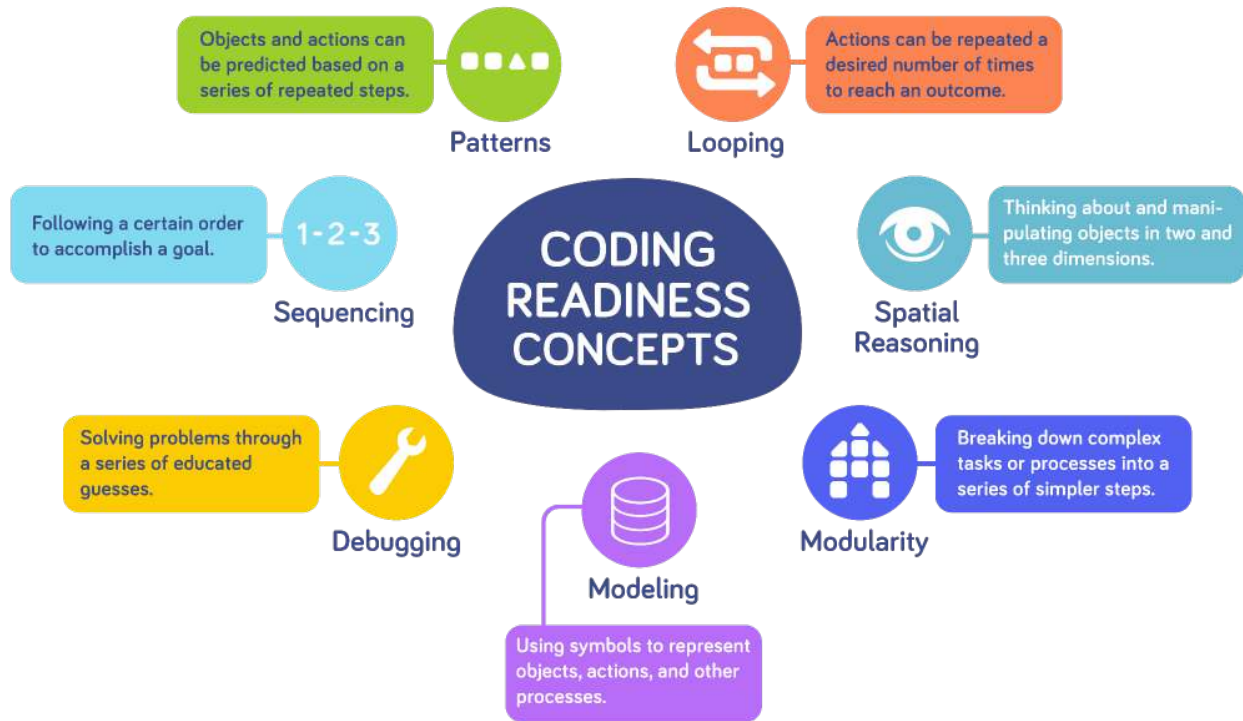 Objects and actions can
be predicted based on a
series of repeated steps.
Patterns
Actions can be repeated a
desired number of times
to reach an outcome.
Looping
Following a certain order
to accomplish a goal.
1-2-3
Sequencing
CODING
READINESS
CONCEPTS
Thinking about and mani-
pulating objects in two and
three dimensions.
Spatial
Reasoning
Solving problems through
a series of educated
guesses.
Debugging
Breaking down complex
tasks or processes into a
series of simpler steps.
Modularity
Modeling
Using symbols to represent
objects, actions, and other
processes.